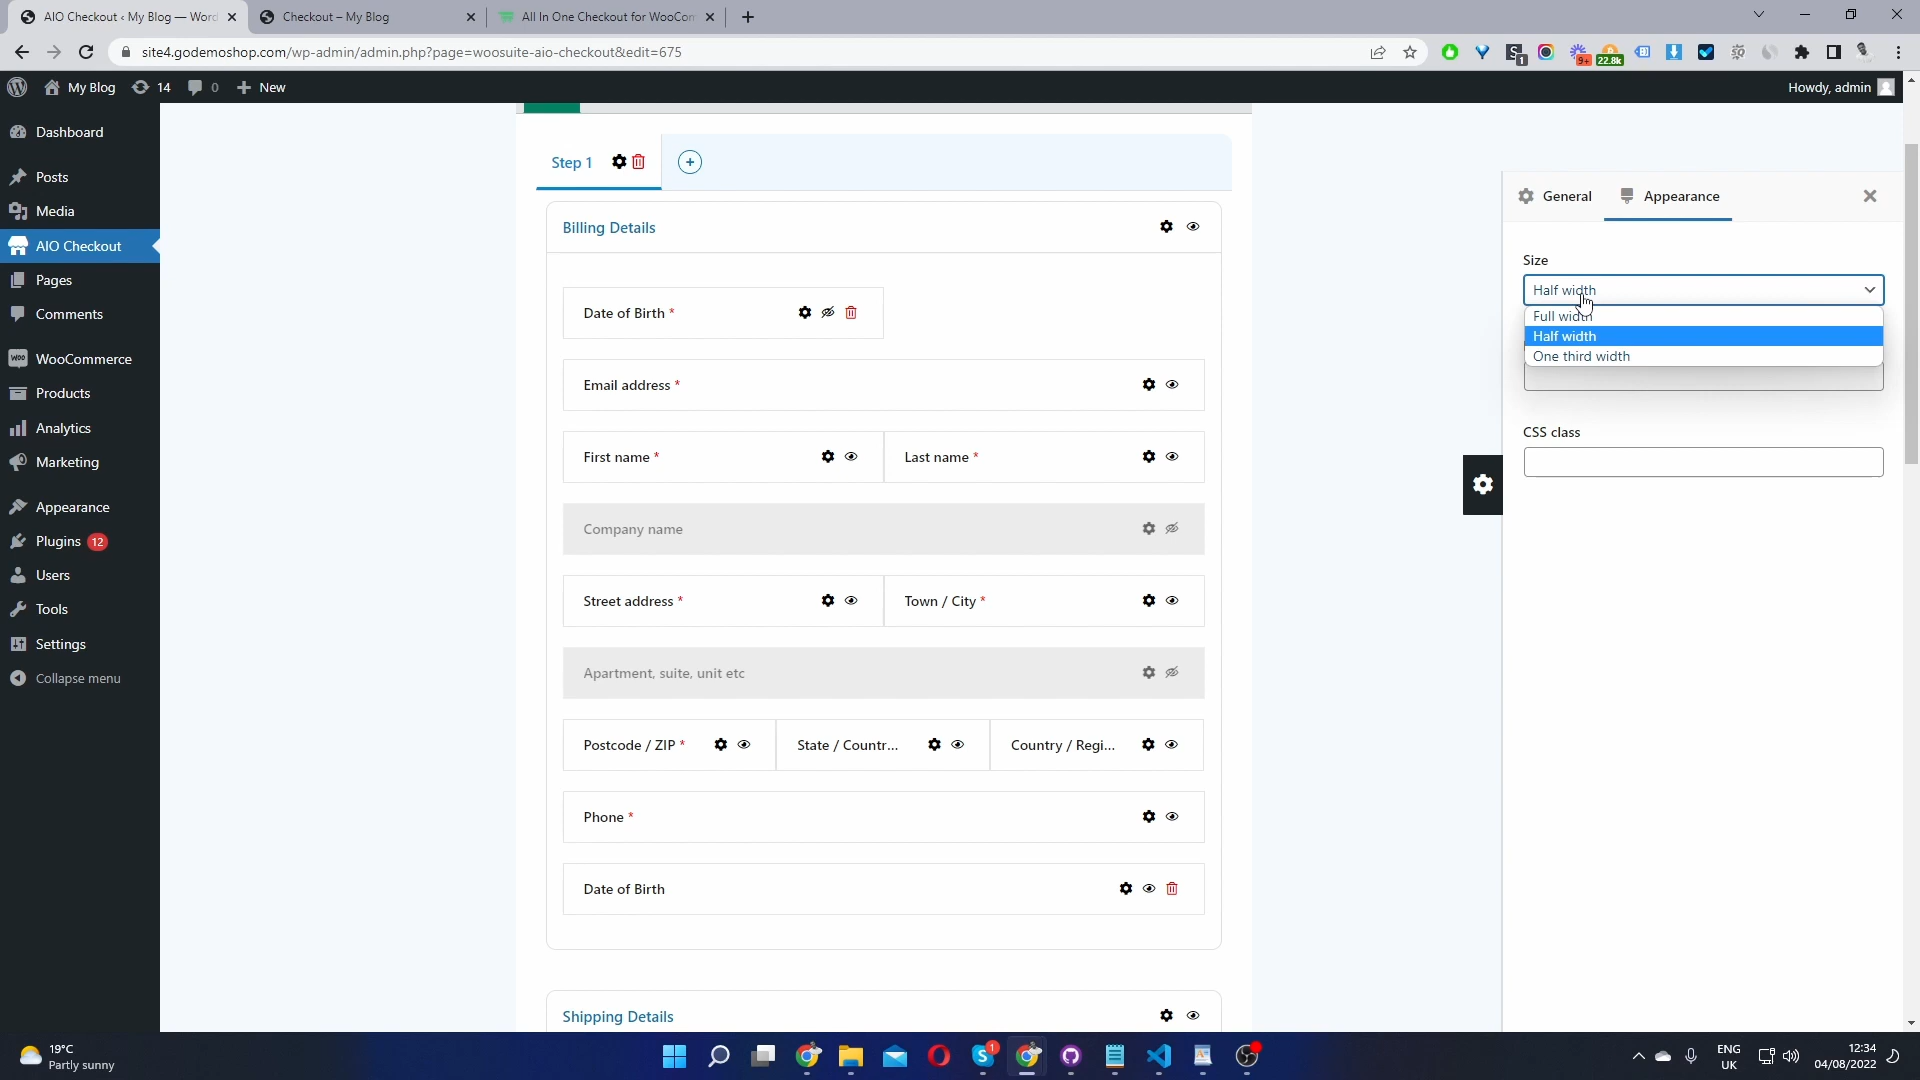 AIO Checkout ‹ My Blog — Word
Checkout – My Blog
All In One Checkout for WooCom
site4.godemoshop.com/wp-admin/admin.php?page=woosuite-aio-checkout&edit=675
1
9+
22.8k
My Blog
14
0
New
Howdy, admin
Dashboard
Posts
Media
AIO Checkout
Pages
Comments
WooCommerce
Products
Analytics
Marketing
Appearance
Plugins 12
Users
Tools
Settings
Collapse menu
Step 1
Billing Details
Date of Birth *
Email address *
First name *
Last name *
Company name
Street address *
Town / City *
Apartment, suite, unit etc
Postcode / ZIP *
State / Countr...
Country / Regi...
Phone *
Date of Birth
Shipping Details
General
Appearance
Size
Half width
Full width
Half width
One third width
CSS class
19°C
Partly sunny
1
ENG
UK
12:34
04/08/2022